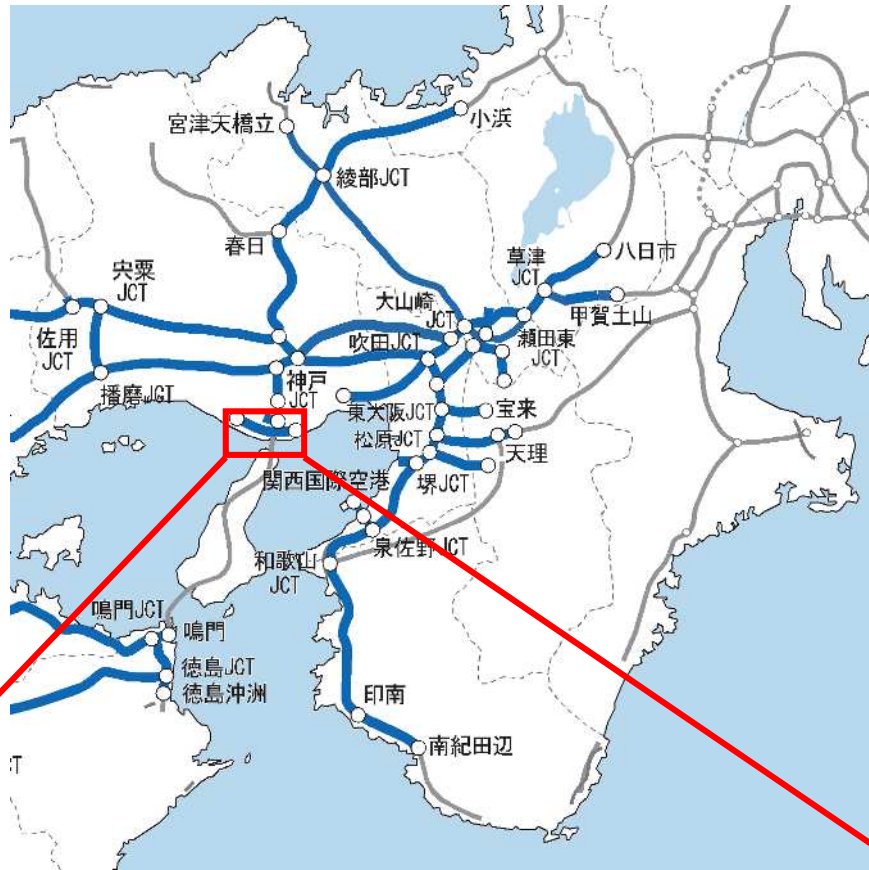 小浜
宮津天橋立
綾部JCT
春日
八日市
草津
JCT
宍粟
JCT
大山崎
JCT
甲賀土山
佐用
JCT
吹田JCT
瀬田東
JCT
播磨JCT
神戸
JCT
東大阪JCT
宝来
松原JCT
天理
関西国際空港
堺JCT
泉佐野JCT
和歌山
JCT
鳴門JCT
鳴門
徳島JCT
徳島沖洲
印南
南紀田辺
CT